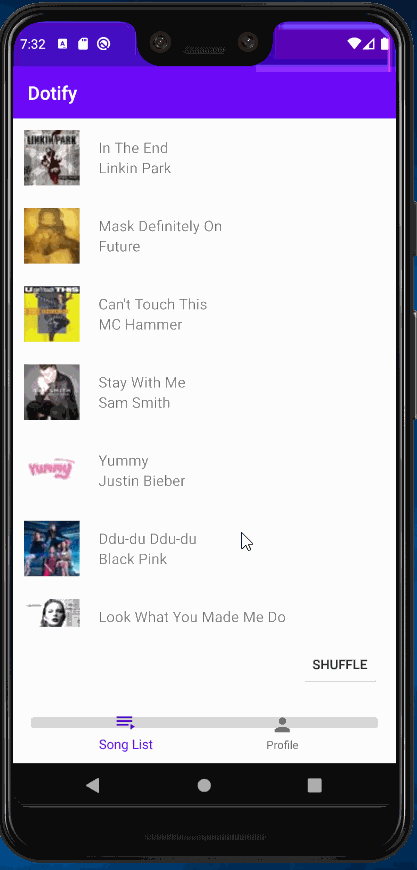 7:32
Dotify
LINKIN PARK
In The End
Linkin Park
Mask Definitely On
Future
U THIS
Can't Touch This
MC Hammer
Stay With Me
Sam Smith
yummy
Yummy
Justin Bieber
Ddu-du Ddu-du
Black Pink
Look What You Made Me Do
SHUFFLE
Song List
Profile